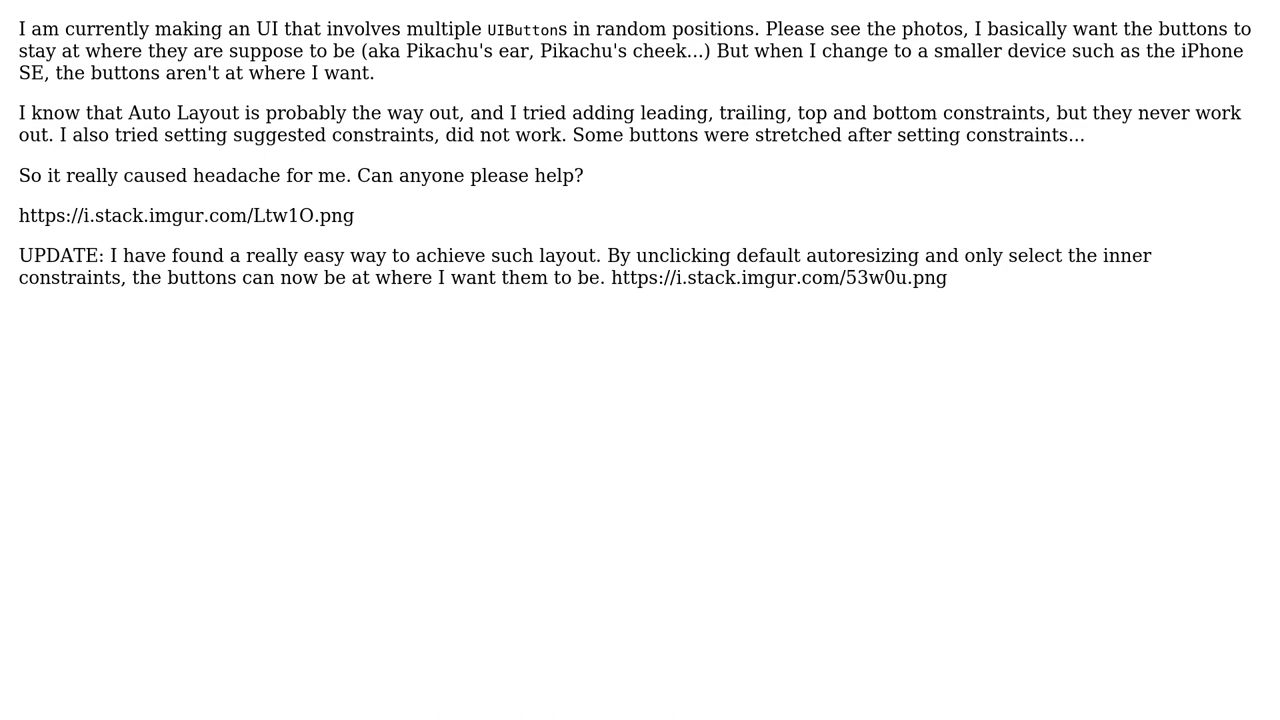 I am currently making an UI that involves multiple UIButtons in random positions. Please see the photos, I basically want the buttons to
stay at where they are suppose to be (aka Pikachu's ear, Pikachu's cheek...) But when I change to a smaller device such as the iPhone
SE, the buttons aren't at where I want.
I know that Auto Layout is probably the way out, and I tried adding leading, trailing, top and bottom constraints, but they never work
out. I also tried setting suggested constraints, did not work. Some buttons were stretched after setting constraints...
So it really caused headache for me. Can anyone please help?
https://i.stack.imgur.com/Ltw1O.png
UPDATE: I have found a really easy way to achieve such layout. By unclicking default autoresizing and only select the inner
constraints, the buttons can now be at where I want them to be. https://i.stack.imgur.com/53w0u.png